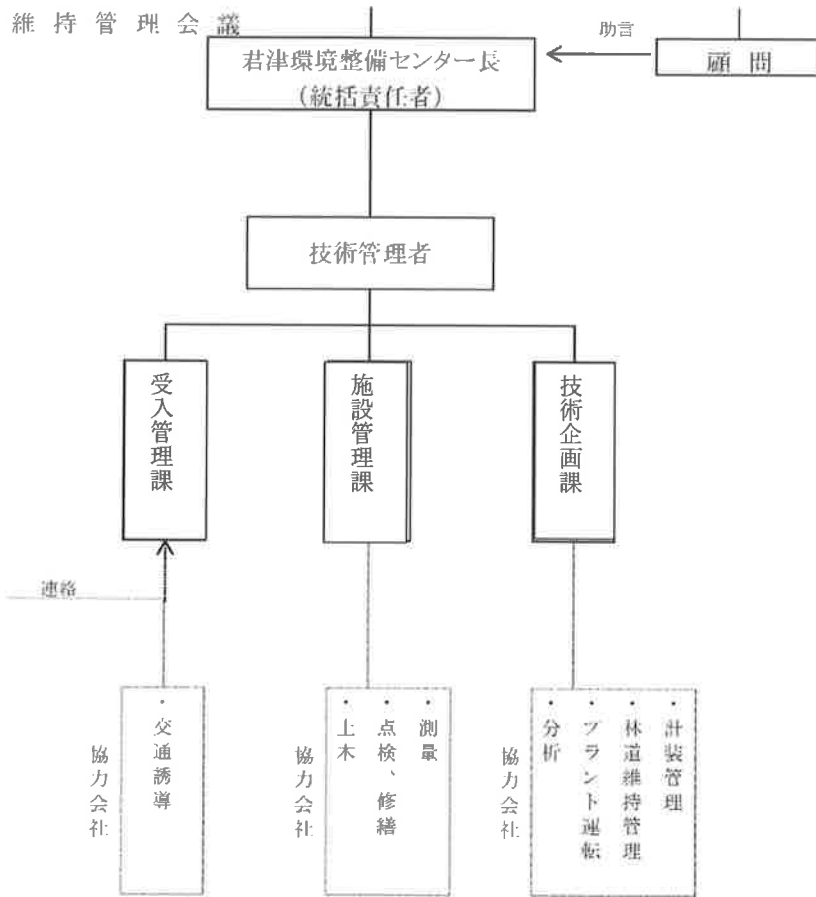 維持管理会議
助言
顧問
君津環境整備センター長
(統括責任者)
技術管理者
受入管理課
施設管理課
技術企画課
連絡
協力会社
・交通誘導
協力会社
・測量
・点検、修繕
・土木
協力会社
・計装管理
・林道維持管理
・プラント運転
・分析